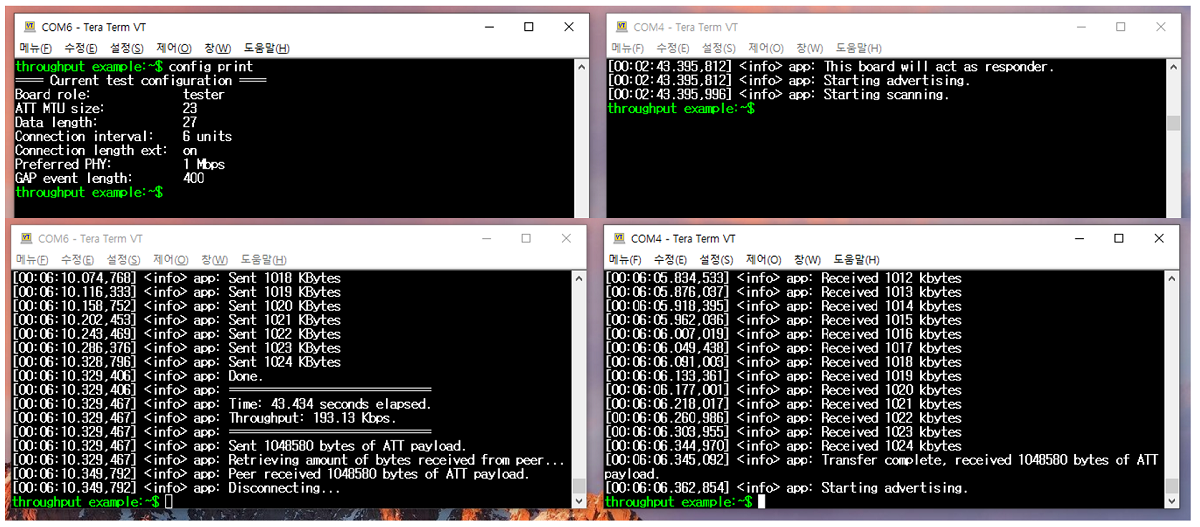 COM6 - Tera Term VT
메뉴(F) 수정(E) 설정(S) 제어(O) 창(W) 도움말(H)
throughput example:~$ config print
==== Current test configuration ====
Board role: tester
ATT MTU size: 23
Data length: 27
Connection interval: 6 units
Connection length ext: on
Preferred PHY: 1 Mbps
GAP event length: 400
throughput example:~$
COM4 - Tera Term VT
메뉴(F) 수정(E) 설정(S) 제어(O) 창(W) 도움말(H)
[00:02:43.395,812] <info> app: This board will act as responder.
[00:02:43.395,812] <info> app: Starting advertising.
[00:02:43.395,996] <info> app: Starting scanning.
throughput example:~$
COM6 - Tera Term VT
메뉴(F) 수정(E) 설정(S) 제어(O) 창(W) 도움말(H)
[00:06:10.074,768] <info> app: Sent 1018 KBytes
[00:06:10.116,333] <info> app: Sent 1019 KBytes
[00:06:10.158,752] <info> app: Sent 1020 KBytes
[00:06:10.202,453] <info> app: Sent 1021 KBytes
[00:06:10.243,469] <info> app: Sent 1022 KBytes
[00:06:10.286,376] <info> app: Sent 1023 KBytes
[00:06:10.328,796] <info> app: Sent 1024 KBytes
[00:06:10.329,406] <info> app: Done.
[00:06:10.329,406] <info> app: =============================
[00:06:10.329,467] <info> app: Time: 43.434 seconds elapsed.
[00:06:10.329,467] <info> app: Throughput: 193.13 Kbps.
[00:06:10.329,467] <info> app: =============================
[00:06:10.329,467] <info> app: Sent 1048580 bytes of ATT payload.
[00:06:10.329,467] <info> app: Retrieving amount of bytes received from peer...
[00:06:10.349,792] <info> app: Peer received 1048580 bytes of ATT payload.
[00:06:10.349,792] <info> app: Disconnecting...
throughput example:~$
COM4 - Tera Term VT
메뉴(F) 수정(E) 설정(S) 제어(O) 창(W) 도움말(H)
[00:06:05.834,533] <info> app: Received 1012 kbytes
[00:06:05.876,037] <info> app: Received 1013 kbytes
[00:06:05.918,395] <info> app: Received 1014 kbytes
[00:06:05.962,036] <info> app: Received 1015 kbytes
[00:06:06.007,019] <info> app: Received 1016 kbytes
[00:06:06.049,438] <info> app: Received 1017 kbytes
[00:06:06.091,003] <info> app: Received 1018 kbytes
[00:06:06.133,361] <info> app: Received 1019 kbytes
[00:06:06.177,001] <info> app: Received 1020 kbytes
[00:06:06.218,017] <info> app: Received 1021 kbytes
[00:06:06.260,986] <info> app: Received 1022 kbytes
[00:06:06.303,955] <info> app: Received 1023 kbytes
[00:06:06.344,970] <info> app: Received 1024 kbytes
[00:06:06.345,092] <info> app: Transfer complete, received 1048580 bytes of ATT
payload.
[00:06:06.362,854] <info> app: Starting advertising.
throughput example:~$